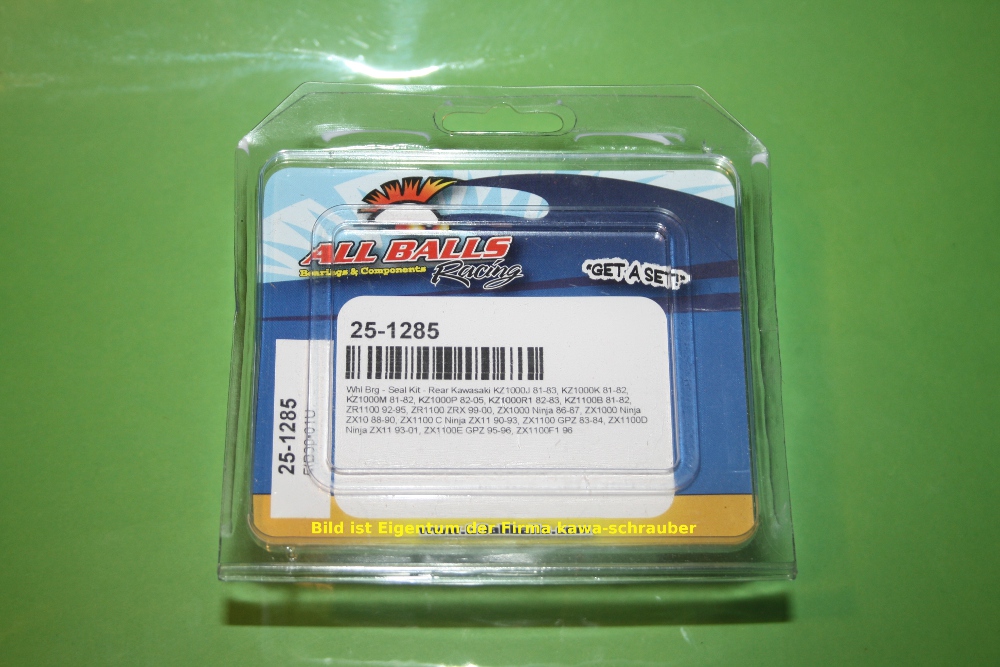 ALL BALLS
Bearings & Components
Racing
"GET A SET!"
25-1285
Whl Brg - Seal Kit - Rear Kawasaki KZ1000J 81-83, KZ1000K 81-82,
KZ1000M 81-82, KZ1000P 82-05, KZ1000R1 82-83, KZ1100B 81-82,
ZR1100 92-95, ZR1100 ZRX 99-00, ZX1000 Ninja 86-87, ZX1000 Ninja
ZX10 88-90, ZX1100 C Ninja ZX11 90-93, ZX1100 GPZ 83-84, ZX1100D
Ninja ZX11 93-01, ZX1100E GPZ 95-96, ZX1100F1 96
25-1285
Bild ist Eigentum der Firma kawa-schrauber